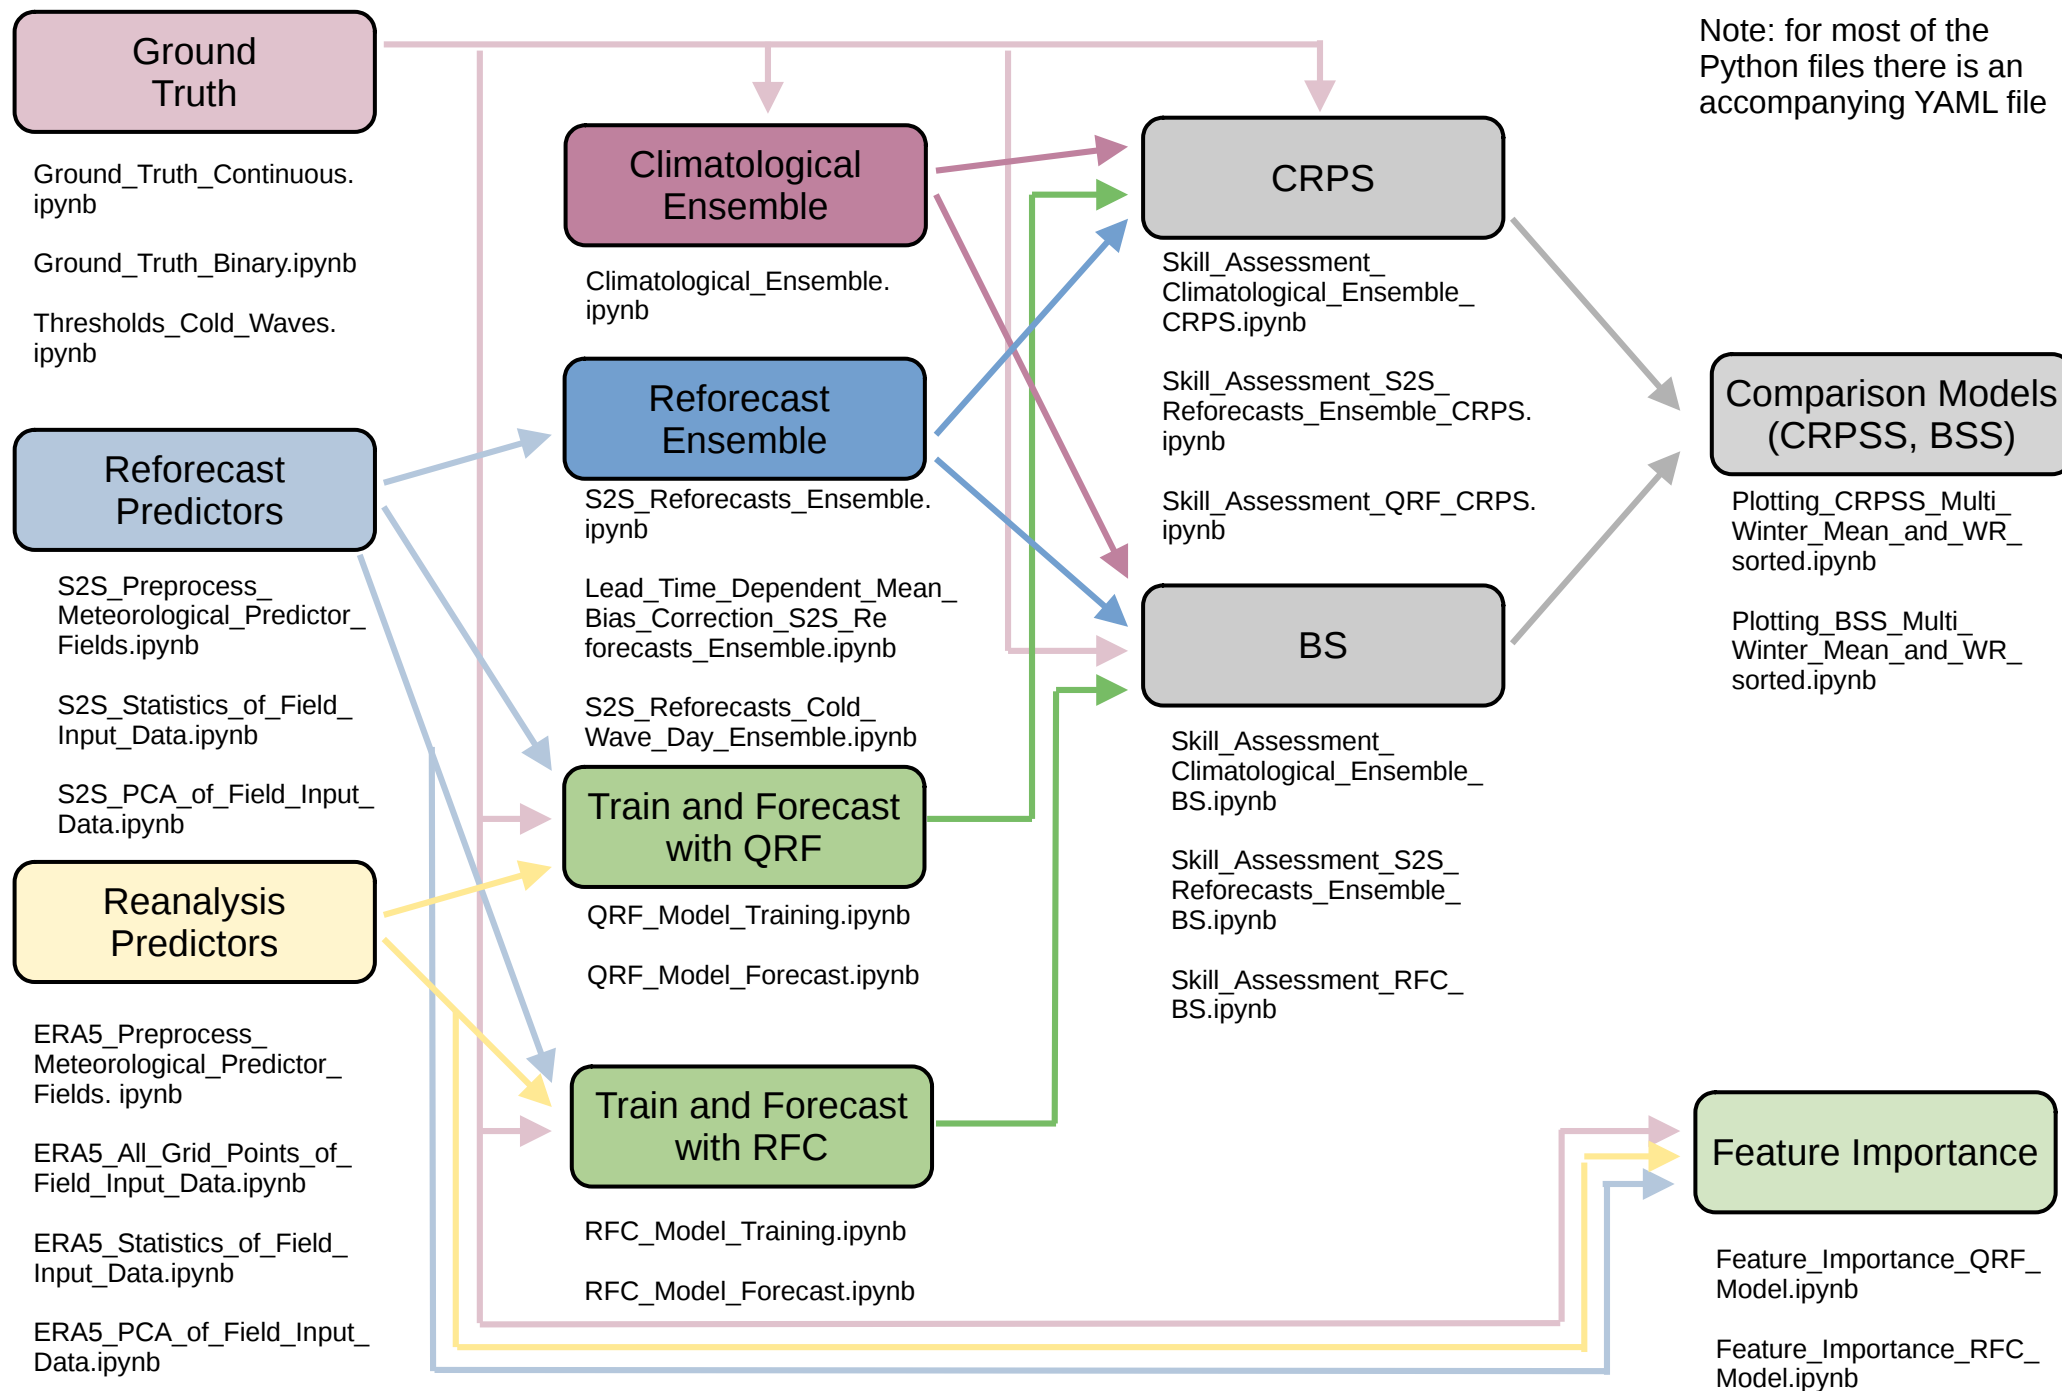 Ground
Truth
Ground_Truth_Continuous.
ipynb
Ground_Truth_Binary.ipynb
Thresholds_Cold_Waves.
ipynb
Reforecast
Predictors
S2S_Preprocess_
Meteorological_Predictor_
Fields.ipynb
S2S_Statistics_of_Field_
Input_Data.ipynb
S2S_PCA_of_Field_Input_
Data.ipynb
Reanalysis
Predictors
ERA5_Preprocess_
Meteorological_Predictor_
Fields. ipynb
ERA5_All_Grid_Points_of_
Field_Input_Data.ipynb
ERA5_Statistics_of_Field_
Input_Data.ipynb
ERA5_PCA_of_Field_Input_
Data.ipynb
Climatological
Ensemble
Climatological_Ensemble.
ipynb
Reforecast
Ensemble
S2S_Reforecasts_Ensemble.
ipynb
Lead_Time_Dependent_Mean_
Bias_Correction_S2S_Re
forecasts_Ensemble.ipynb
S2S_Reforecasts_Cold_
Wave_Day_Ensemble.ipynb
Train and Forecast
with QRF
QRF_Model_Training.ipynb
QRF_Model_Forecast.ipynb
Train and Forecast
with RFC
RFC_Model_Training.ipynb
RFC_Model_Forecast.ipynb
CRPS
Skill_Assessment_
Climatological_Ensemble_
CRPS.ipynb
Skill_Assessment_S2S_
Reforecasts_Ensemble_CRPS.
ipynb
Skill_Assessment_QRF_CRPS.
ipynb
BS
Skill_Assessment_
Climatological_Ensemble_
BS.ipynb
Skill_Assessment_S2S_
Reforecasts_Ensemble_
BS.ipynb
Skill_Assessment_RFC_
BS.ipynb
Note: for most of the
Python files there is an
accompanying YAML file
Comparison Models
(CRPSS, BSS)
Plotting_CRPSS_Multi_
Winter_Mean_and_WR_
sorted.ipynb
Plotting_BSS_Multi_
Winter_Mean_and_WR_
sorted.ipynb
Feature Importance
Feature_Importance_QRF_
Model.ipynb
Feature_Importance_RFC_
Model.ipynb